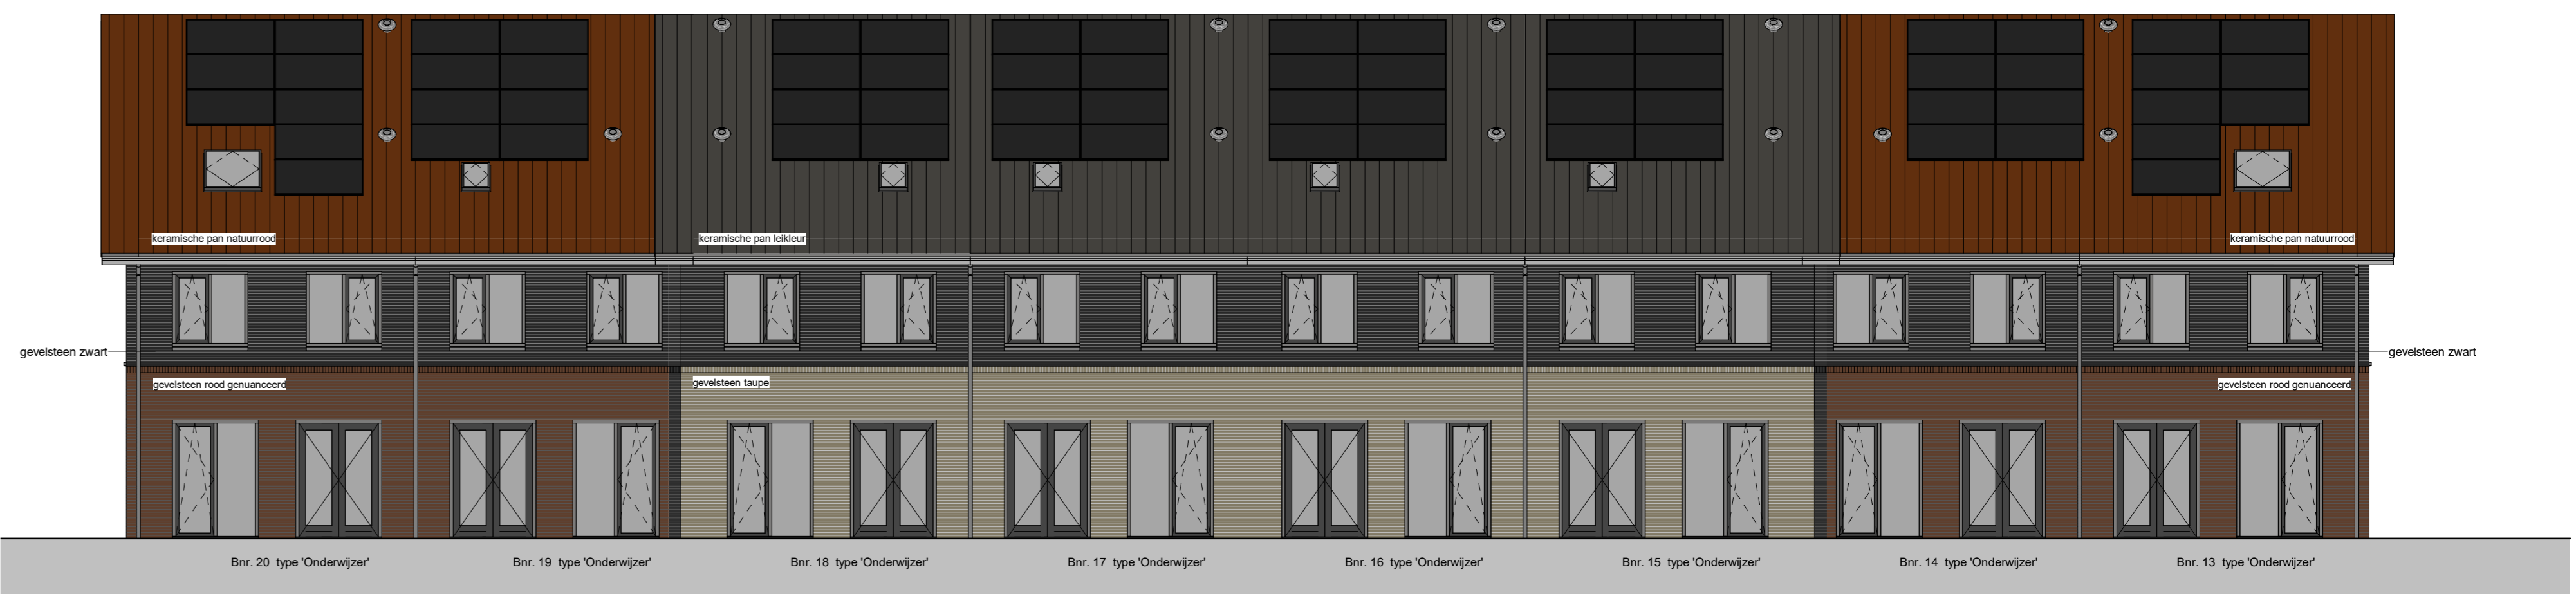 keramische pan natuurrood
keramische pan leikleur
keramische pan natuurrood
gevelsteen zwart
gevelsteen zwart
gevelsteen rood genuanceerd
gevelsteen taupe
gevelsteen rood genuanceerd
Bnr. 20 type 'Onderwijzer'
Bnr. 19 type 'Onderwijzer'
Bnr. 18 type 'Onderwijzer'
Bnr. 17 type 'Onderwijzer'
Bnr. 16 type 'Onderwijzer'
Bnr. 15 type 'Onderwijzer'
Bnr. 14 type 'Onderwijzer'
Bnr. 13 type 'Onderwijzer'